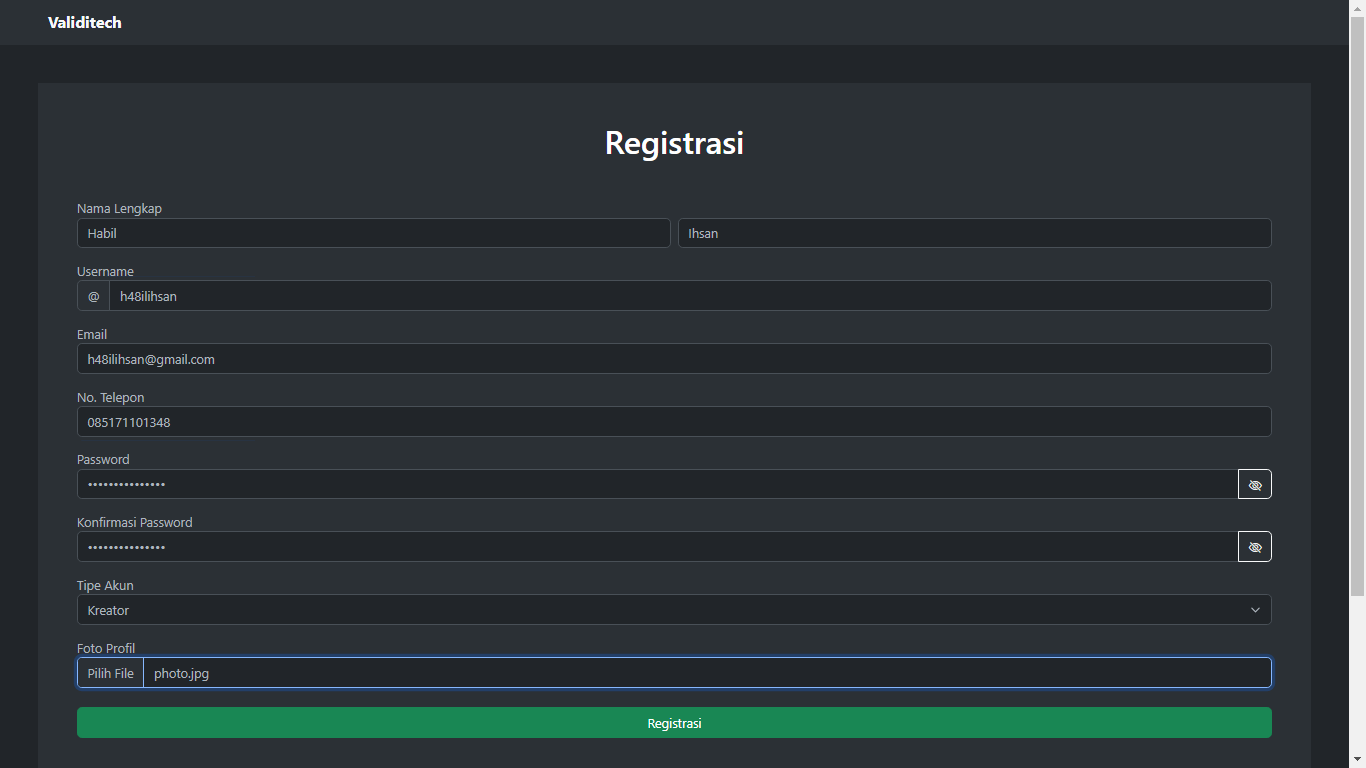 Validitech
Registrasi
Nama Lengkap
Habil Ihsan
Username
@ h48ilihsan
Email
h48ilihsan@gmail.com
No. Telepon
085171101348
Password
•••••••••••••••
Konfirmasi Password
•••••••••••••••
Tipe Akun
Kreator
Foto Profil
Pilih File photo.jpg
Registrasi